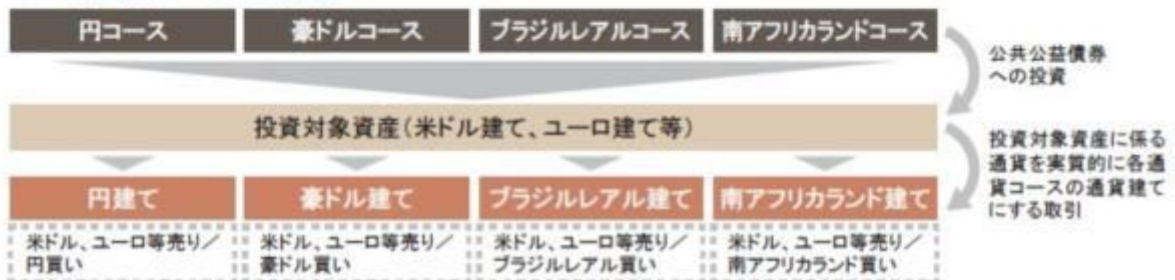 円コース
豪ドルコース
ブラジルレアルコース
南アフリカランドコース
公共公益債券
への投資
投資対象資産(米ドル建て、ユーロ建て等)
投資対象資産に係る
通貨を実質的に各通
貨コースの通貨建て
にする取引
円建て
豪ドル建て
ブラジルレアル建て
南アフリカランド建て
米ドル、ユーロ等売り/
円買い
米ドル、ユーロ等売り/
豪ドル買い
米ドル、ユーロ等売り/
ブラジルレアル買い
米ドル、ユーロ等売り/
南アフリカランド買い